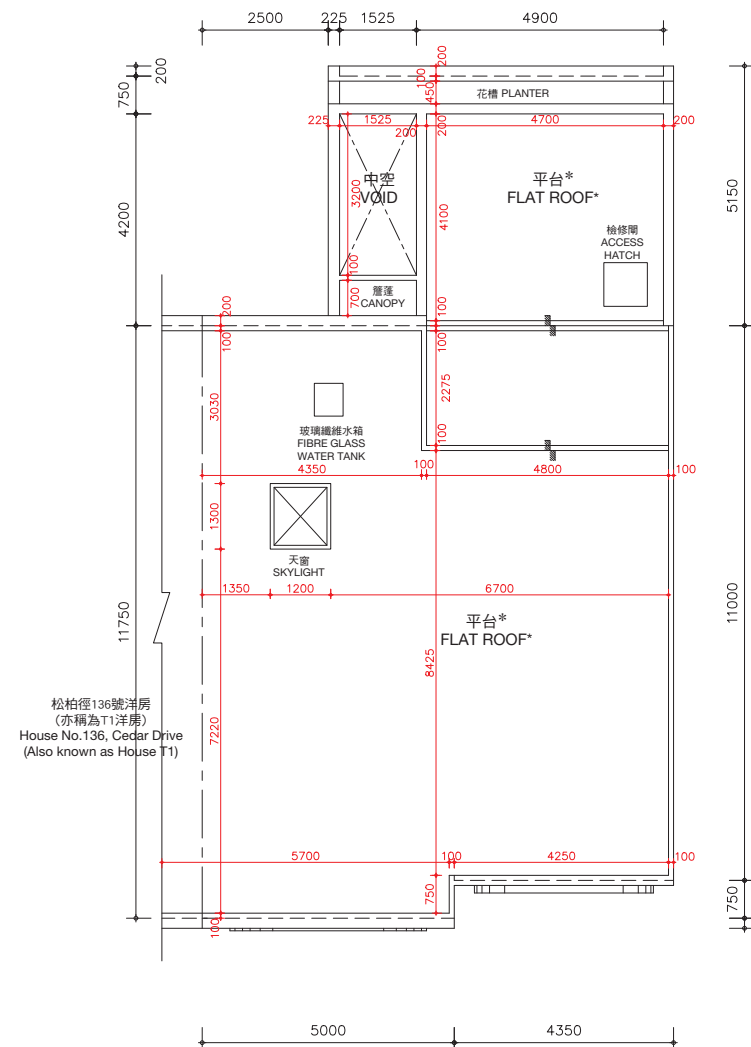 2500
225
1525
4900
200
750
200
100
450
花槽 PLANTER
225
1525
200
200
4700
200
中空
VOID
平台*
FLAT ROOF*
3200
4100
4200
5150
檢修閘
ACCESS
HATCH
100
700
簷蓬
CANOPY
200
100
100
100
2275
3030
玻璃纖維水箱
FIBRE GLASS
WATER TANK
100
4350
100
4800
100
1300
天窗
SKYLIGHT
1350
1200
6700
平台*
FLAT ROOF*
11750
11000
8425
7220
松柏徑136號洋房
(亦稱為T1洋房)
House No.136, Cedar Drive
(Also known as House T1)
5700
100
4250
100
750
750
100
5000
4350